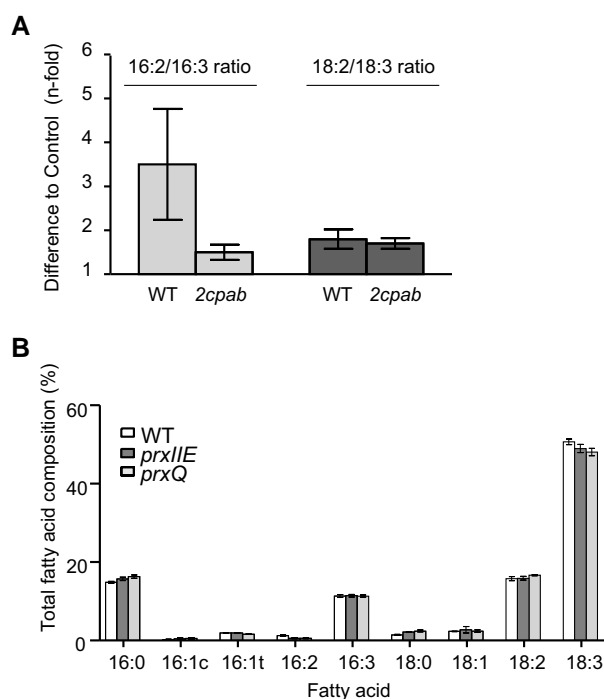 A
Difference to Control (n-fold)
6
5
4
3
2
1
16:2/16:3 ratio 18:2/18:3 ratio
WT 2cpab WT 2cpab
B
Total fatty acid composition (%)
60
40
20
0
WT
prxIIE
prxQ
16:0 16:1c 16:1t 16:2 16:3 18:0 18:1 18:2 18:3
Fatty acid